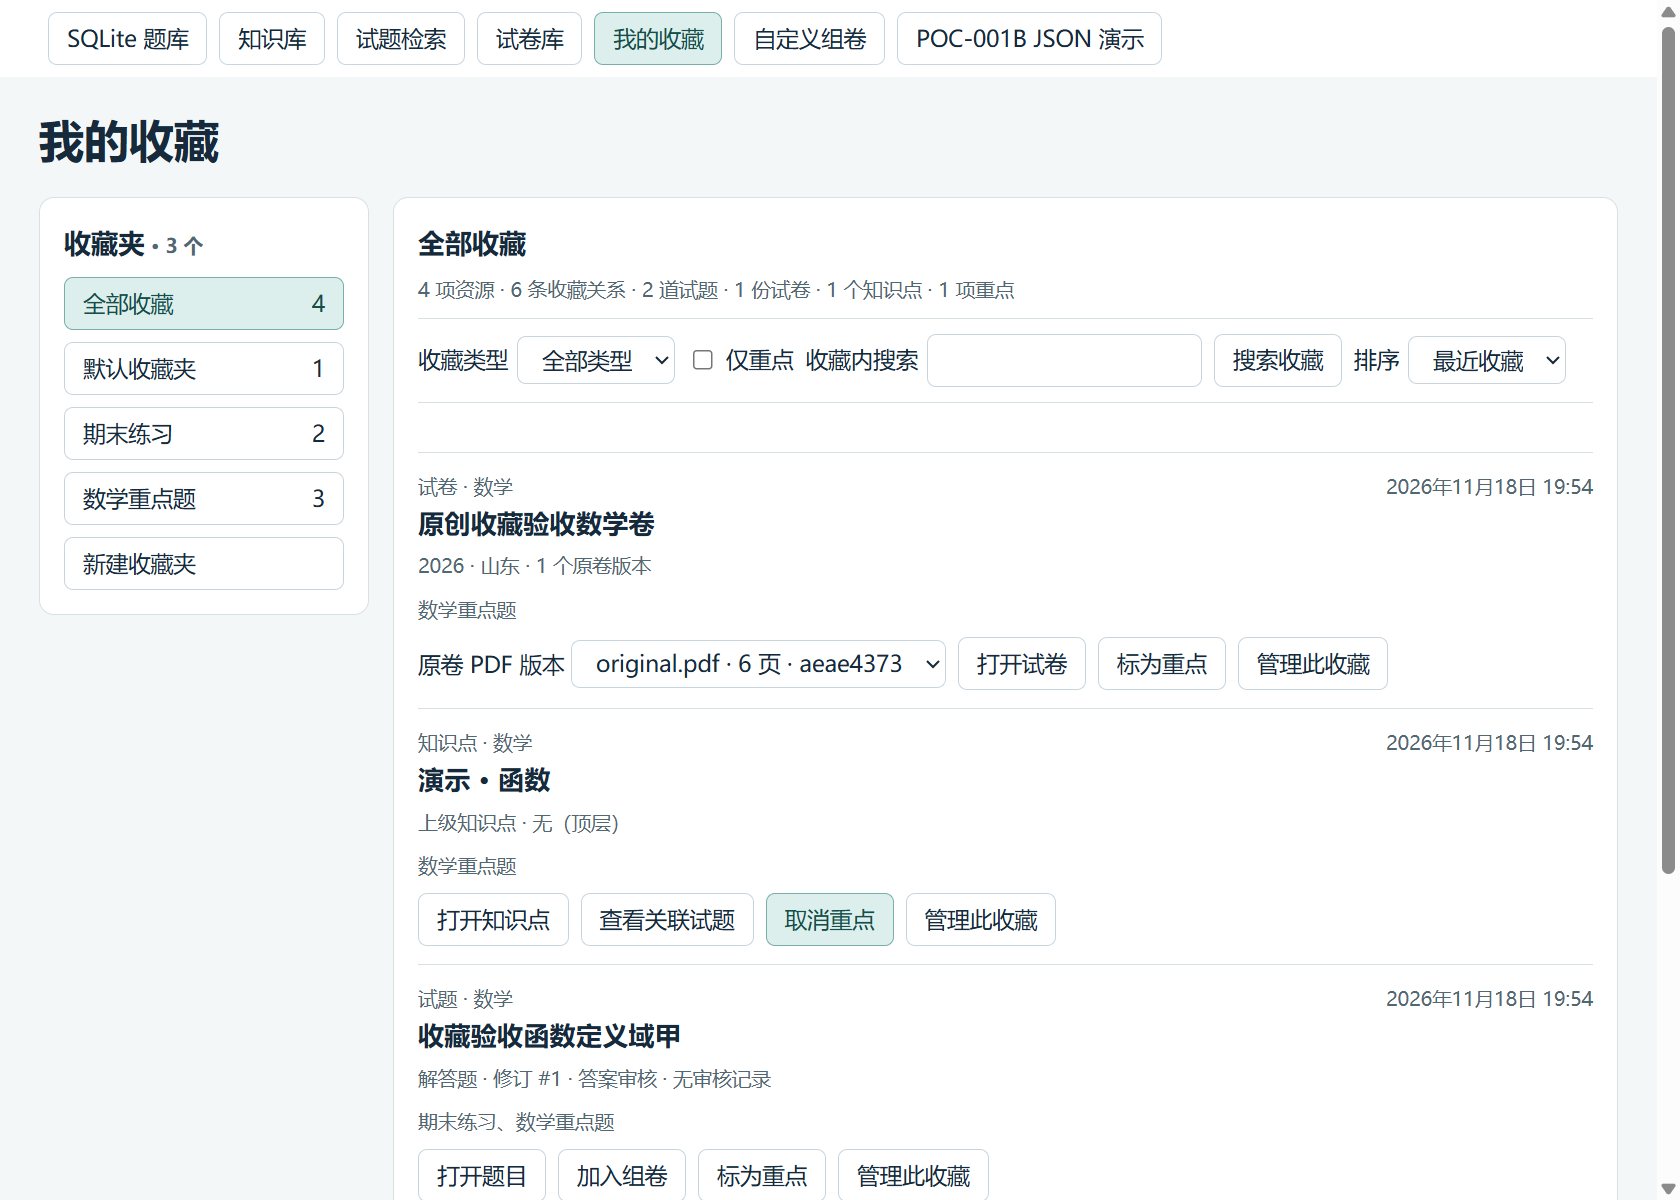 SQLite 题库 知识库 试题检索 试卷库 我的收藏 自定义组卷 POC-001B JSON 演示
我的收藏
收藏夹 • 3 个
全部收藏 4
默认收藏夹 1
期末练习 2
数学重点题 3
新建收藏夹
全部收藏
4 项资源 · 6 条收藏关系 · 2 道试题 · 1 份试卷 · 1 个知识点 · 1 项重点
收藏类型 全部类型 仅重点 收藏内搜索 搜索收藏 排序 最近收藏
试卷 · 数学 2026年11月18日 19:54
原创收藏验收数学卷
2026 · 山东 · 1 个原卷版本
数学重点题
原卷 PDF 版本 original.pdf · 6 页 · aeae4373 打开试卷 标为重点 管理此收藏
知识点 · 数学 2026年11月18日 19:54
演示 • 函数
上级知识点 · 无（顶层）
数学重点题
打开知识点 查看关联试题 取消重点 管理此收藏
试题 · 数学 2026年11月18日 19:54
收藏验收函数定义域甲
解答题 · 修订 #1 · 答案审核 · 无审核记录
期末练习、数学重点题
打开题目 加入组卷 标为重点 管理此收藏